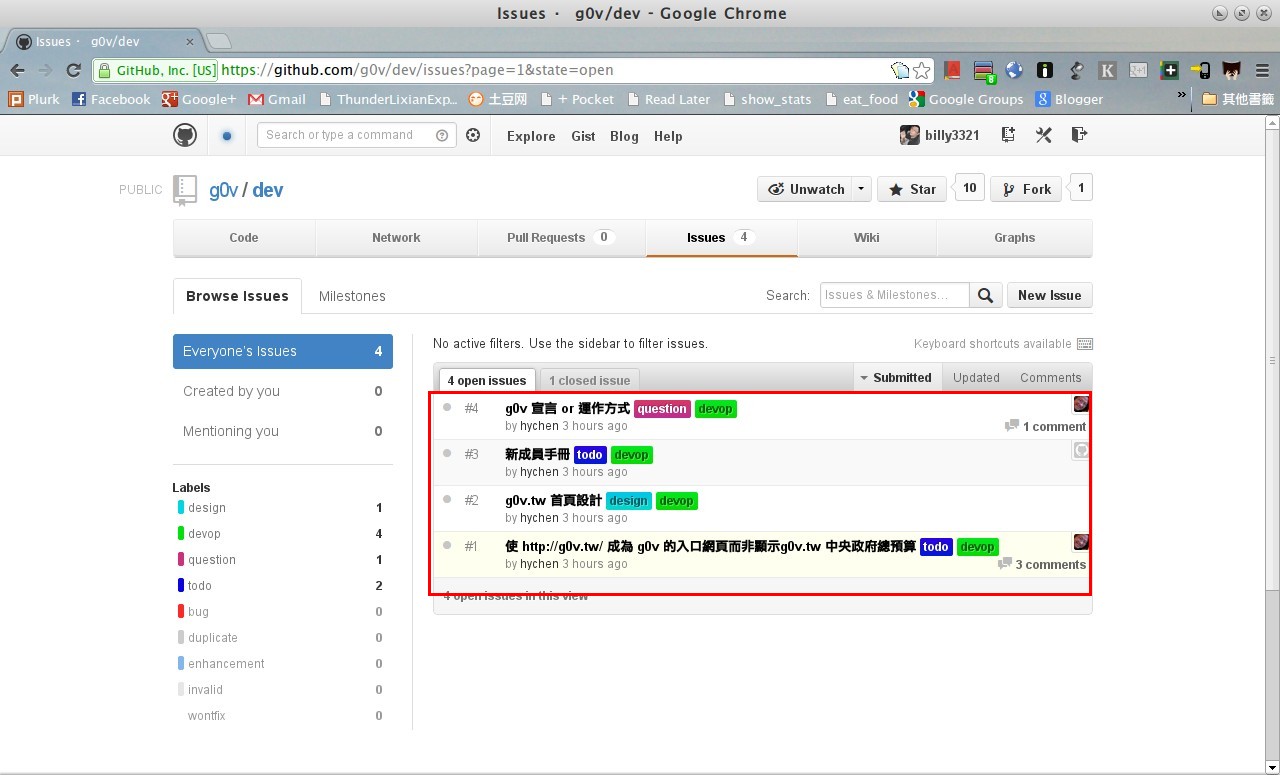 Issues · g0v/dev - Google Chrome
Issues · g0v/dev
GitHub, Inc. [US] https://github.com/g0v/dev/issues?page=1&state=open
Plurk Facebook Google+ Gmail ThunderLixianExp... 土豆网 + Pocket Read Later show_stats eat_food Google Groups Blogger » 其他書籤
Search or type a command Explore Gist Blog Help billy3321
PUBLIC g0v / dev Unwatch Star 10 Fork 1
Code Network Pull Requests 0 Issues 4 Wiki Graphs
Browse Issues Milestones Search: Issues & Milestones... New Issue
Everyone's Issues 4
Created by you 0
Mentioning you 0
Labels
design 1
devop 4
question 1
todo 2
bug 0
duplicate 0
enhancement 0
invalid 0
wontfix 0
No active filters. Use the sidebar to filter issues. Keyboard shortcuts available
4 open issues 1 closed issue Submitted Updated Comments
#4 g0v 宣言 or 運作方式 question devop
by hychen 3 hours ago 1 comment
#3 新成員手冊 todo devop
by hychen 3 hours ago
#2 g0v.tw 首頁設計 design devop
by hychen 3 hours ago
#1 使 http://g0v.tw/ 成為 g0v 的入口網頁而非顯示g0v.tw 中央政府總預算 todo devop
by hychen 3 hours ago 3 comments
4 open issues in this view